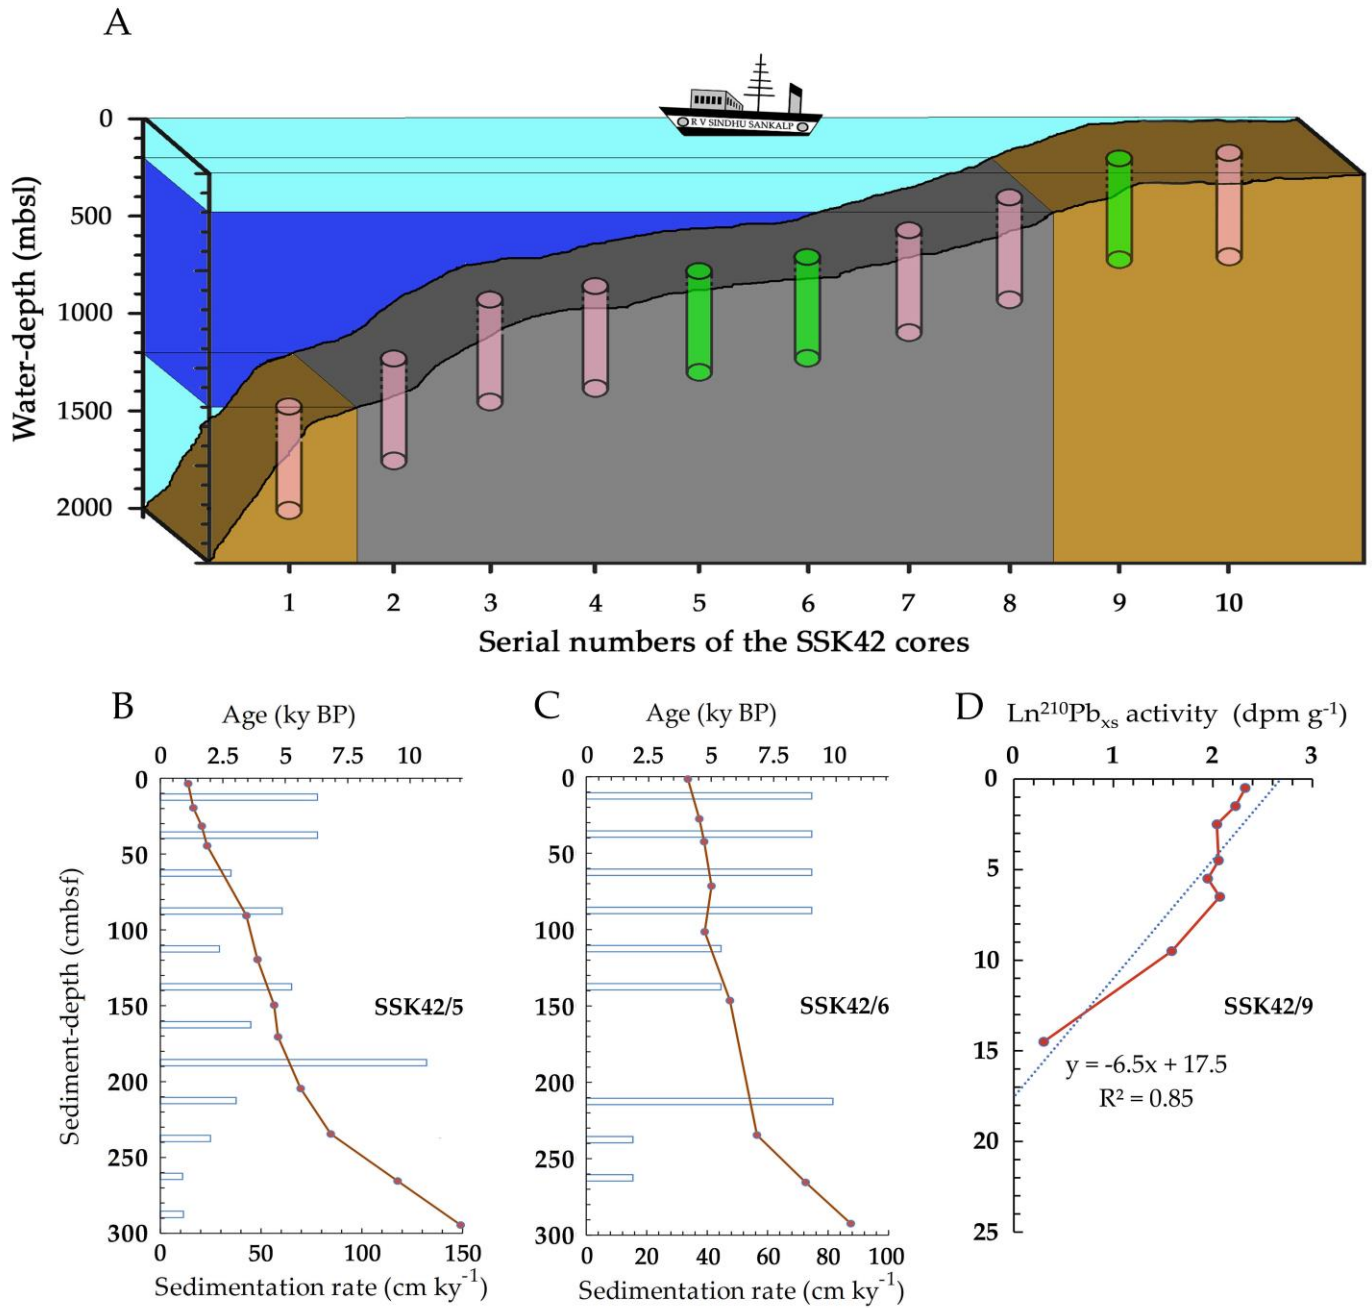 A
R V SINDHU SANKALP
Water-depth (mbsl)
0
500
1000
1500
2000
1 2 3 4 5 6 7 8 9 10
Serial numbers of the SSK42 cores
B
Age (ky BP)
0 2.5 5 7.5 10
Sediment-depth (cmbsf)
0
50
100
150
200
250
300
SSK42/5
0 50 100 150
Sedimentation rate (cm ky⁻¹)
C
Age (ky BP)
0 2.5 5 7.5 10
0
50
100
150
200
250
300
SSK42/6
0 20 40 60 80 100
Sedimentation rate (cm ky⁻¹)
D
Ln²¹⁰Pbₓₛ activity (dpm g⁻¹)
0 1 2 3
0
5
10
15
20
25
SSK42/9
y = -6.5x + 17.5
R² = 0.85